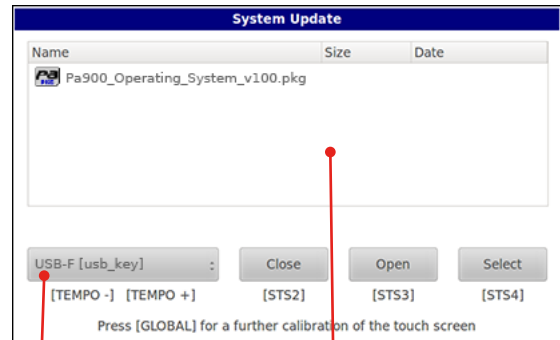 System Update
Name Size Date
Pa900_Operating_System_v100.pkg
USB-F [usb_key] Close Open Select
[TEMPO -] [TEMPO +] [STS2] [STS3] [STS4]
Press [GLOBAL] for a further calibration of the touch screen